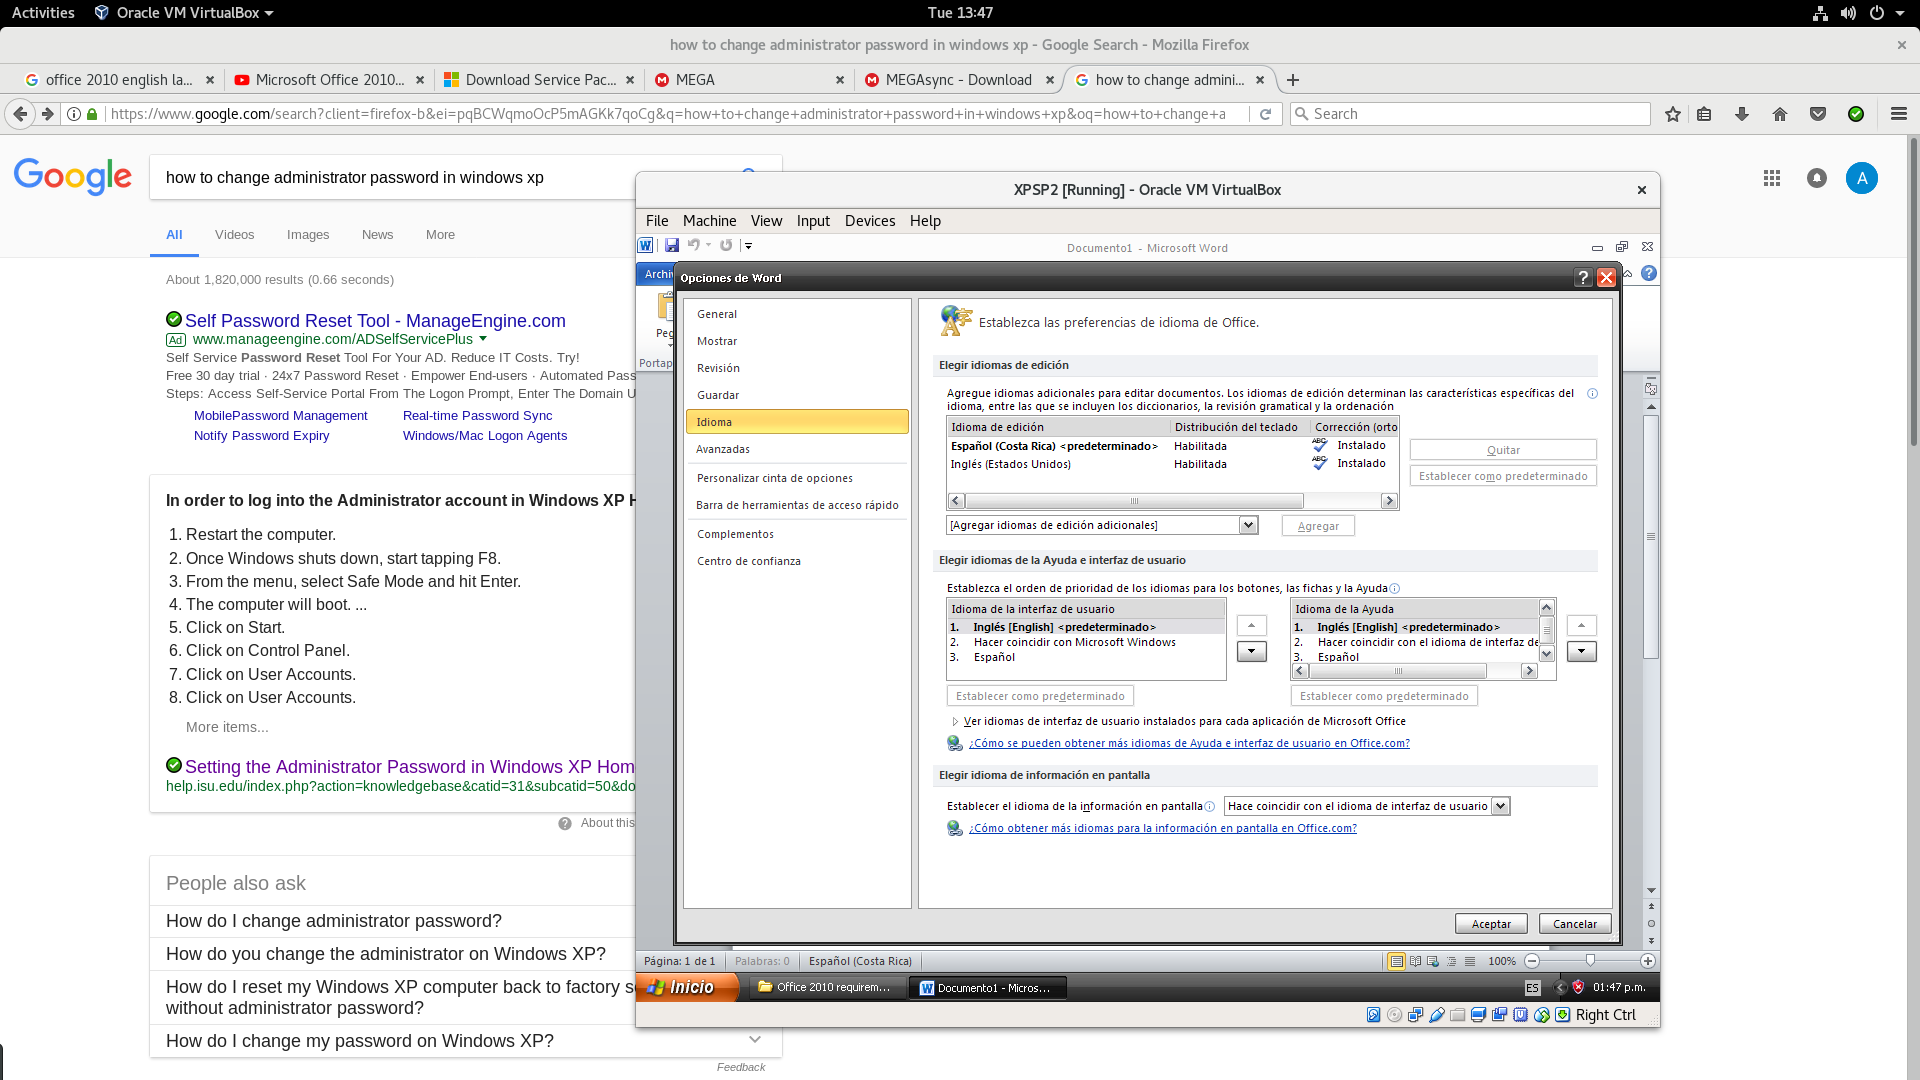 Activities
Oracle VM VirtualBox
Tue 13:47
how to change administrator password in windows xp - Google Search - Mozilla Firefox
office 2010 english la...
Microsoft Office 2010...
Download Service Pac...
MEGA
MEGAsync - Download
how to change admini...
https://www.google.com/search?client=firefox-b&ei=pqBCWqmoOcP5mAGKk7qoCg&q=how+to+change+administrator+password+in+windows+xp&oq=how+to+change+a
Search
Google
how to change administrator password in windows xp
A
All
Videos
Images
News
More
About 1,820,000 results (0.66 seconds)
Self Password Reset Tool - ManageEngine.com
Ad www.manageengine.com/ADSelfServicePlus
Self Service Password Reset Tool For Your AD. Reduce IT Costs. Try!
Free 30 day trial · 24x7 Password Reset · Empower End-users · Automated Pass
Steps: Access Self-Service Portal From The Logon Prompt, Enter The Domain U
MobilePassword Management
Real-time Password Sync
Notify Password Expiry
Windows/Mac Logon Agents
In order to log into the Administrator account in Windows XP H
1. Restart the computer.
2. Once Windows shuts down, start tapping F8.
3. From the menu, select Safe Mode and hit Enter.
4. The computer will boot. ...
5. Click on Start.
6. Click on Control Panel.
7. Click on User Accounts.
8. Click on User Accounts.
More items...
Setting the Administrator Password in Windows XP Hom
help.isu.edu/index.php?action=knowledgebase&catid=31&subcatid=50&do
About this
People also ask
How do I change administrator password?
How do you change the administrator on Windows XP?
How do I reset my Windows XP computer back to factory s
without administrator password?
How do I change my password on Windows XP?
Feedback
XPSP2 [Running] - Oracle VM VirtualBox
File
Machine
View
Input
Devices
Help
Documento1 - Microsoft Word
Archiv
Peg
Portap
Opciones de Word
General
Mostrar
Revisión
Guardar
Idioma
Avanzadas
Personalizar cinta de opciones
Barra de herramientas de acceso rápido
Complementos
Centro de confianza
Establezca las preferencias de idioma de Office.
Elegir idiomas de edición
Agregue idiomas adicionales para editar documentos. Los idiomas de edición determinan las características específicas del
idioma, entre las que se incluyen los diccionarios, la revisión gramatical y la ordenación
Idioma de edición
Distribución del teclado
Corrección (orto
Español (Costa Rica) <predeterminado>
Habilitada
Instalado
Inglés (Estados Unidos)
Habilitada
Instalado
Quitar
Establecer como predeterminado
[Agregar idiomas de edición adicionales]
Agregar
Elegir idiomas de la Ayuda e interfaz de usuario
Establezca el orden de prioridad de los idiomas para los botones, las fichas y la Ayuda
Idioma de la interfaz de usuario
1. Inglés [English] <predeterminado>
2. Hacer coincidir con Microsoft Windows
3. Español
Idioma de la Ayuda
1. Inglés [English] <predeterminado>
2. Hacer coincidir con el idioma de interfaz de
3. Español
Establecer como predeterminado
Establecer como predeterminado
Ver idiomas de interfaz de usuario instalados para cada aplicación de Microsoft Office
¿Cómo se pueden obtener más idiomas de Ayuda e interfaz de usuario en Office.com?
Elegir idioma de información en pantalla
Establecer el idioma de la información en pantalla
Hace coincidir con el idioma de interfaz de usuario
¿Cómo obtener más idiomas para la información en pantalla en Office.com?
Aceptar
Cancelar
Página: 1 de 1
Palabras: 0
Español (Costa Rica)
100%
Inicio
Office 2010 requirem...
Documento1 - Micros...
ES
01:47 p.m.
Right Ctrl